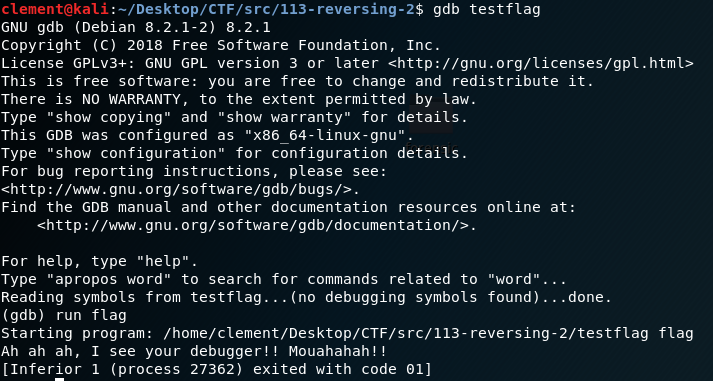 clement@kali:~/Desktop/CTF/src/113-reversing-2$ gdb testflag
GNU gdb (Debian 8.2.1-2) 8.2.1
Copyright (C) 2018 Free Software Foundation, Inc.
License GPLv3+: GNU GPL version 3 or later <http://gnu.org/licenses/gpl.html>
This is free software: you are free to change and redistribute it.
There is NO WARRANTY, to the extent permitted by law.
Type "show copying" and "show warranty" for details.
This GDB was configured as "x86_64-linux-gnu".
Type "show configuration" for configuration details.
For bug reporting instructions, please see:
<http://www.gnu.org/software/gdb/bugs/>.
Find the GDB manual and other documentation resources online at:
    <http://www.gnu.org/software/gdb/documentation/>.

For help, type "help".
Type "apropos word" to search for commands related to "word"...
Reading symbols from testflag...(no debugging symbols found)...done.
(gdb) run flag
Starting program: /home/clement/Desktop/CTF/src/113-reversing-2/testflag flag
Ah ah ah, I see your debugger!! Mouahahah!!
[Inferior 1 (process 27362) exited with code 01]